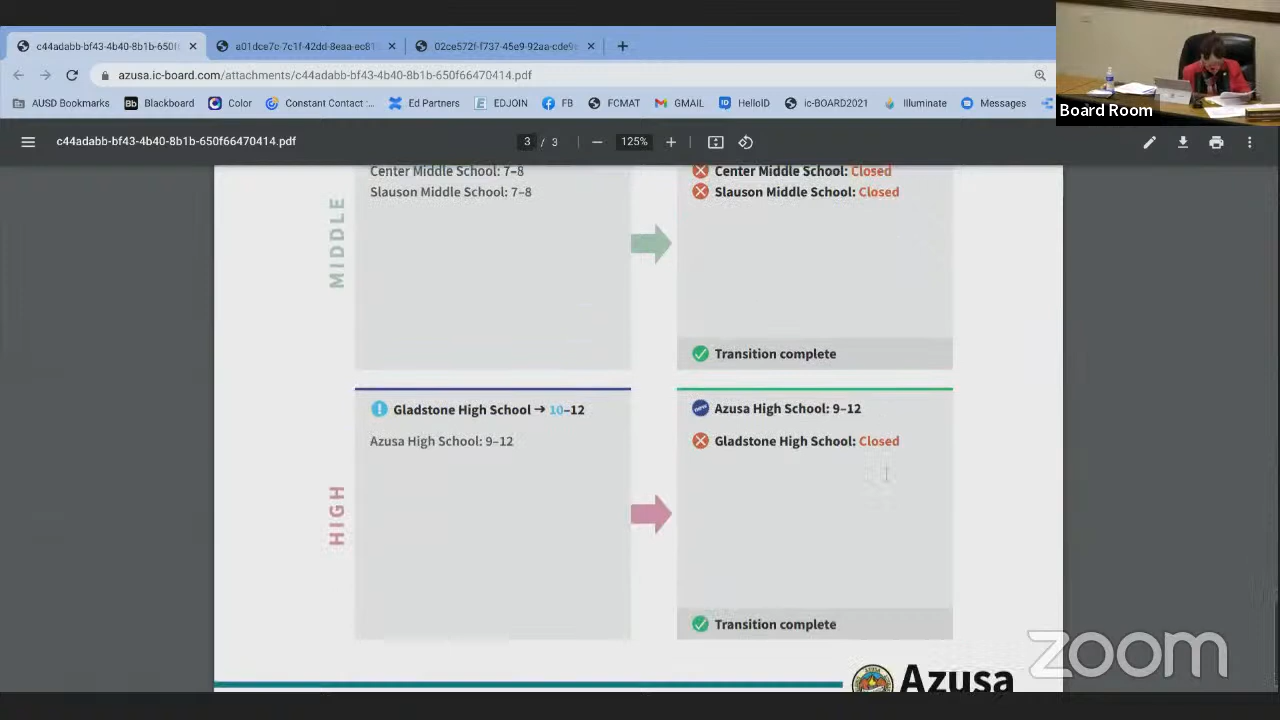 c44adabb-bf43-4b40-8b1b-650f
a01dce7c-7c1f-42dd-8eaa-ec81
02ce572f-f737-45e9-92aa-cde9
azusa.ic-board.com/attachments/c44adabb-bf43-4b40-8b1b-650f66470414.pdf
AUSD Bookmarks
Bb Blackboard
Color
Constant Contact :...
Ed Partners
EDJOIN
FB
FCMAT
GMAIL
HelloID
ic-BOARD2021
Illuminate
Messages
Board Room
c44adabb-bf43-4b40-8b1b-650f66470414.pdf
3 / 3
125%
MIDDLE
Center Middle School: 7–8
Slauson Middle School: 7–8
Center Middle School: Closed
Slauson Middle School: Closed
Transition complete
HIGH
Gladstone High School → 10–12
Azusa High School: 9–12
Azusa High School: 9–12
Gladstone High School: Closed
Transition complete
Azusa
zoom